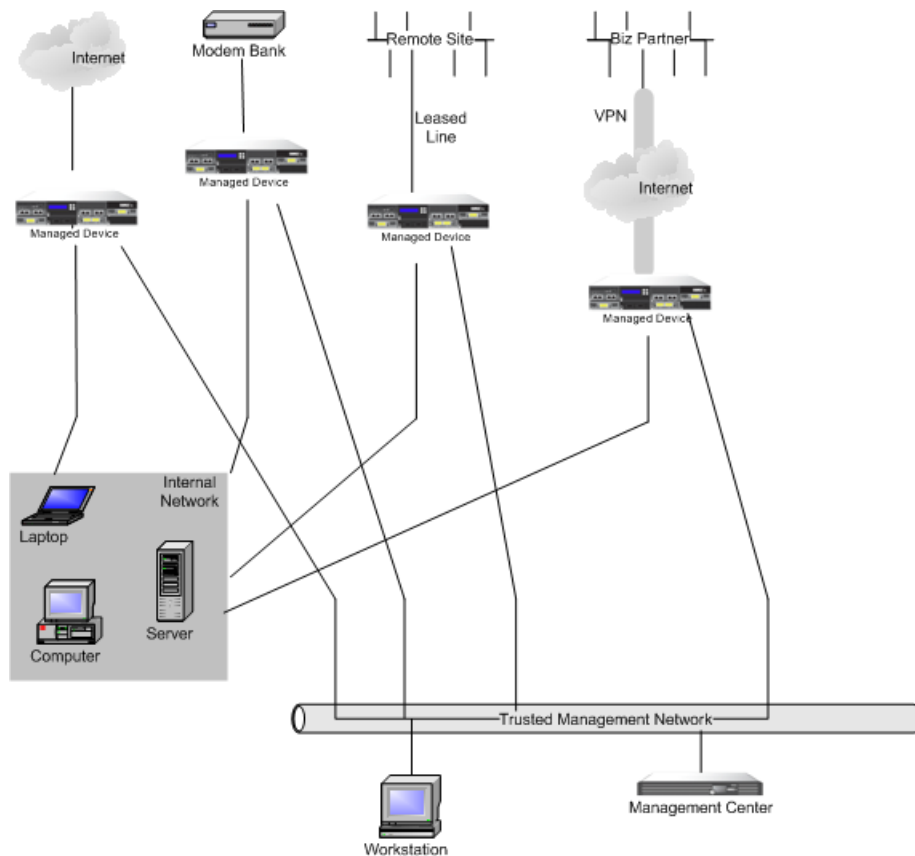 Modem Bank
Remote Site
Biz Partner
Internet
Leased
Line
VPN
Managed Device
Internet
Managed Device
Managed Device
Managed Device
Internal
Network
Laptop
Server
Computer
Trusted Management Network
Management Center
Workstation